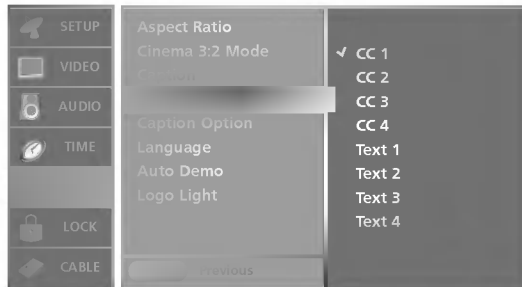 SETUP
VIDEO
AUDIO
TIME
LOCK
CABLE
Aspect Ratio
Cinema 3:2 Mode
Caption
Caption Option
Language
Auto Demo
Logo Light
Previous
✓ CC 1
CC 2
CC 3
CC 4
Text 1
Text 2
Text 3
Text 4